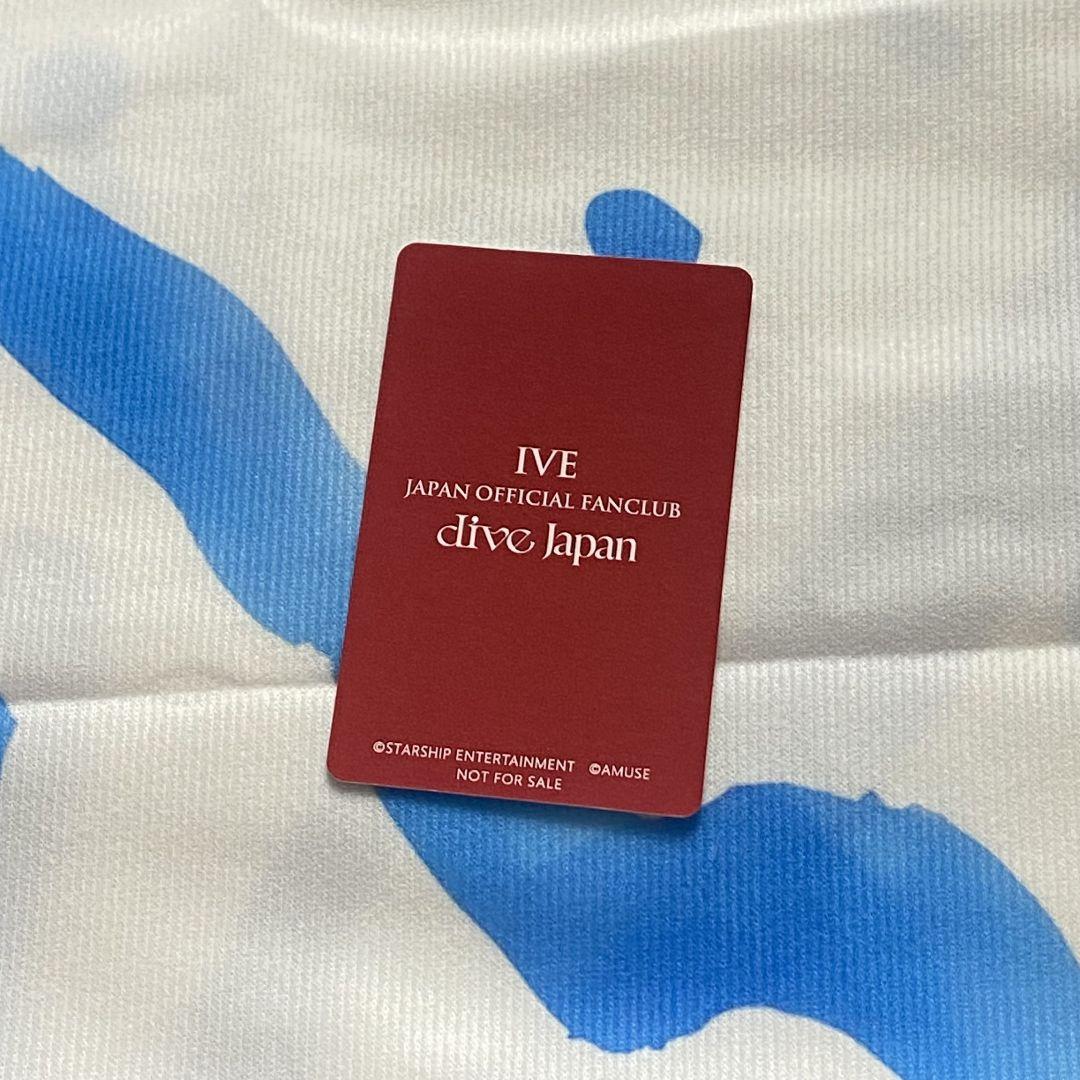 IVE
JAPAN OFFICIAL FANCLUB
dive Japan
©STARSHIP ENTERTAINMENT ©AMUSE
NOT FOR SALE